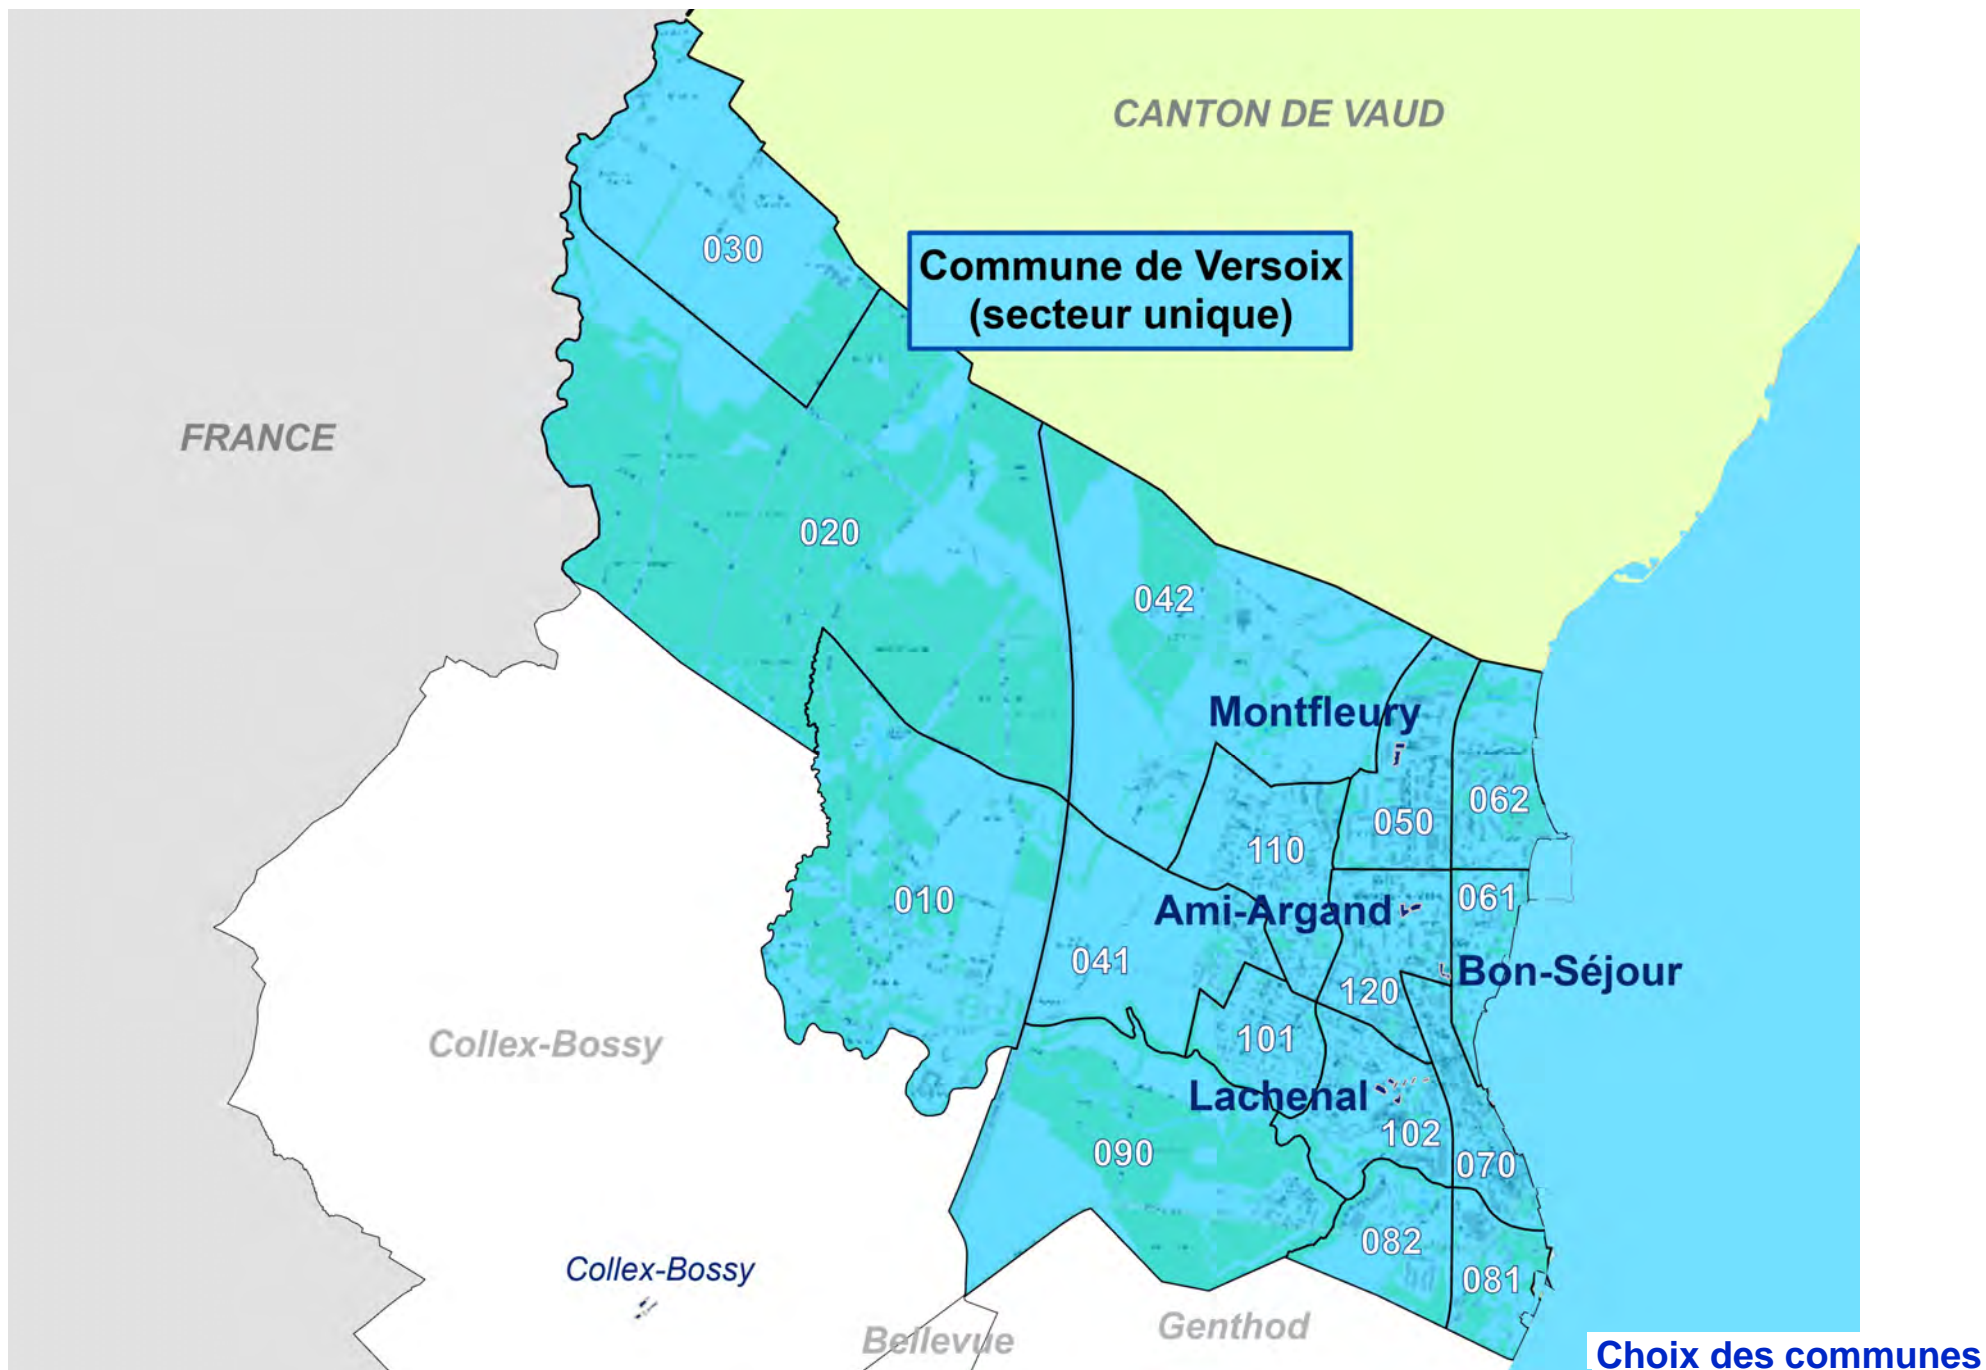 CANTON DE VAUD
030
Commune de Versoix
(secteur unique)
FRANCE
020
042
Montfleury
062
050
110
061
010
Ami-Argand
041
Bon-Séjour
120
101
Collex-Bossy
Lachenal
102
090
070
082
Collex-Bossy
081
Genthod
Bellevue
Choix des communes